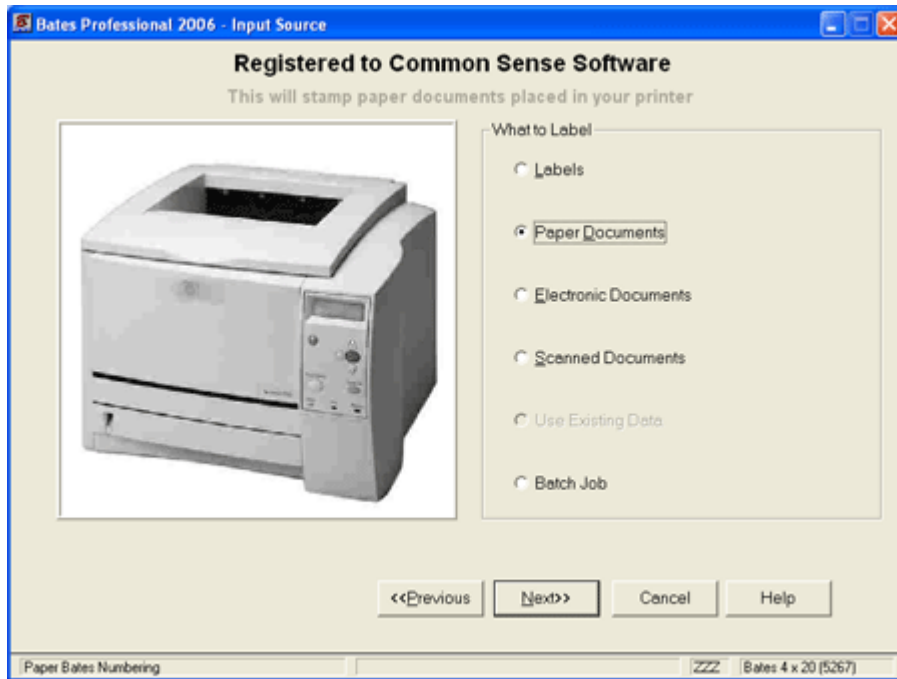 Bates Professional 2006 - Input Source
Registered to Common Sense Software
This will stamp paper documents placed in your printer
What to Label
Labels
Paper Documents
Electronic Documents
Scanned Documents
Use Existing Data
Batch Job
<<Previous Next>> Cancel Help
Paper Bates Numbering ZZZ Bates 4 x 20 (5267)